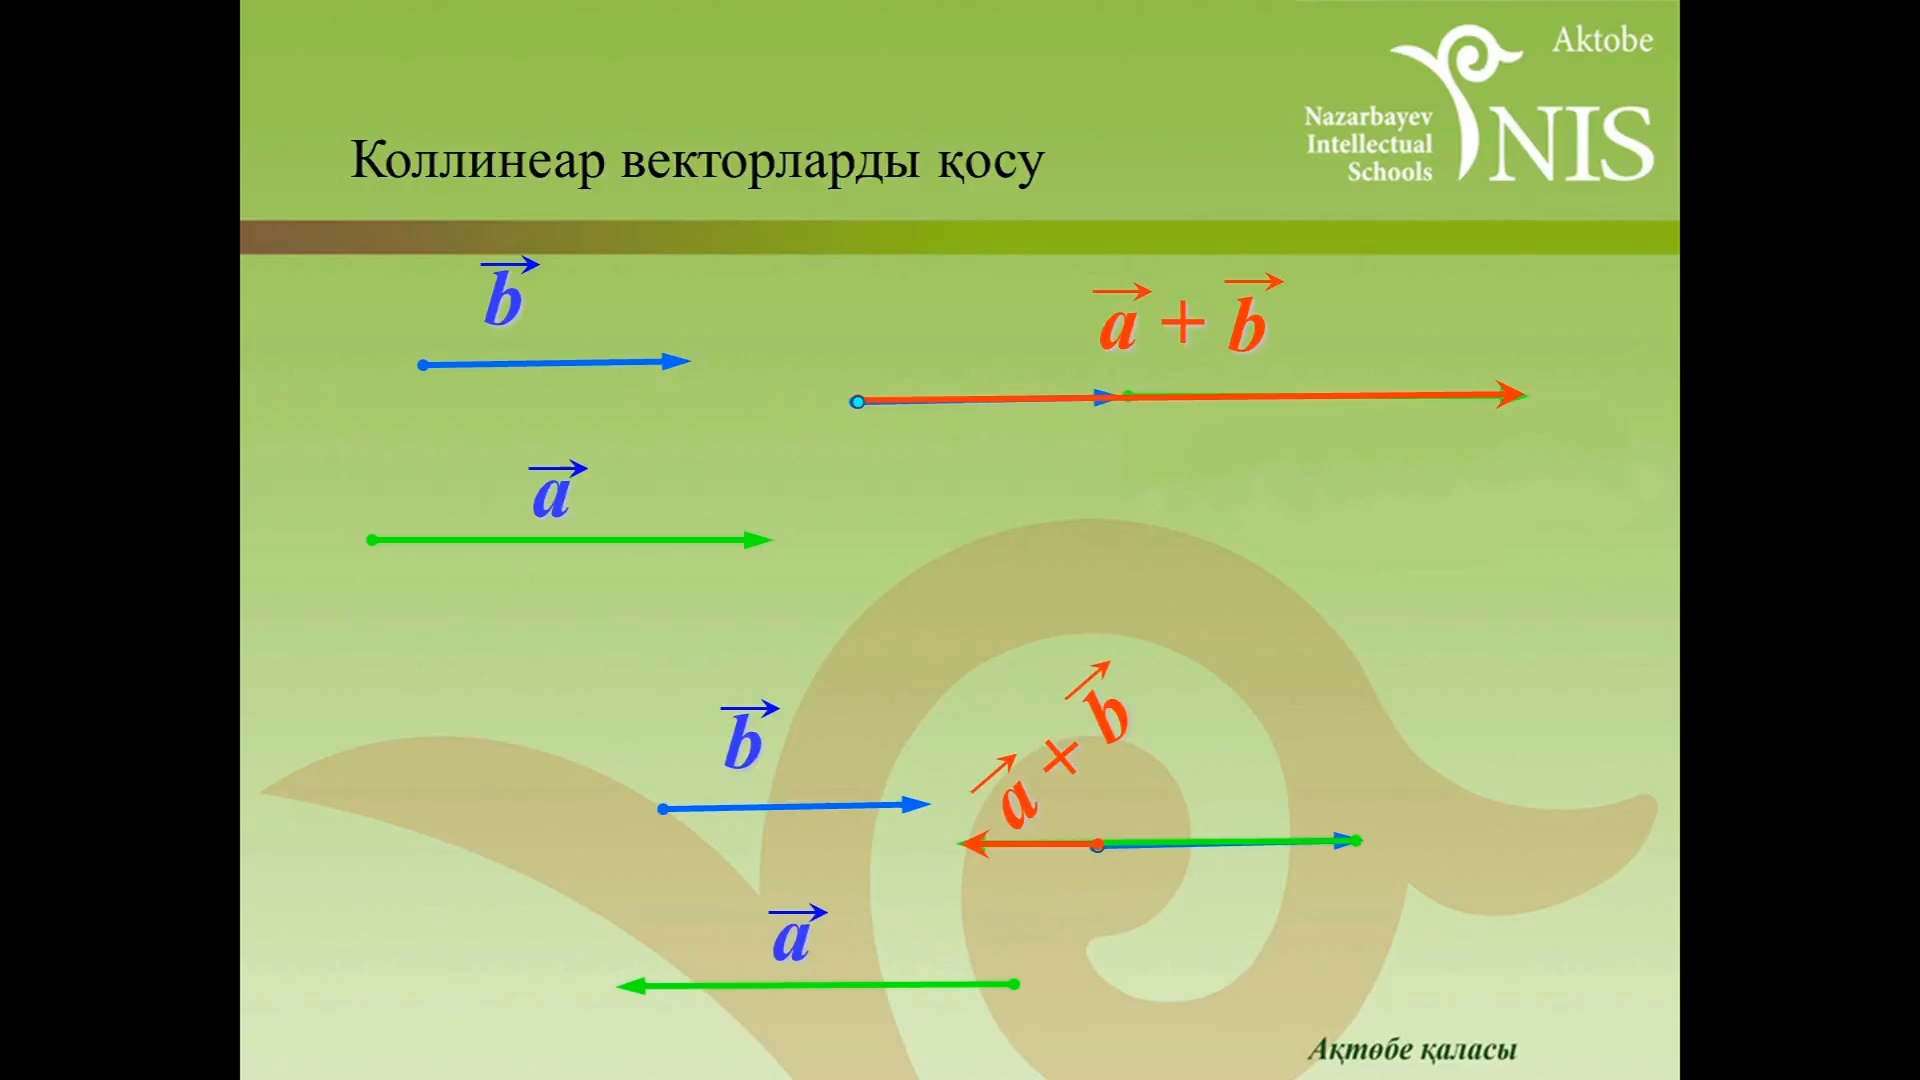 Aktobe
Nazarbayev
Intellectual
Schools
NIS
Коллинеар векторларды қосу
b
a + b
a
b
a + b
a
Ақтөбе қаласы